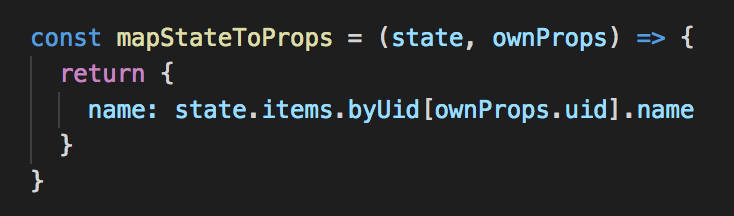 const mapStateToProps = (state, ownProps) => {
  return {
    name: state.items.byUid[ownProps.uid].name
  }
}